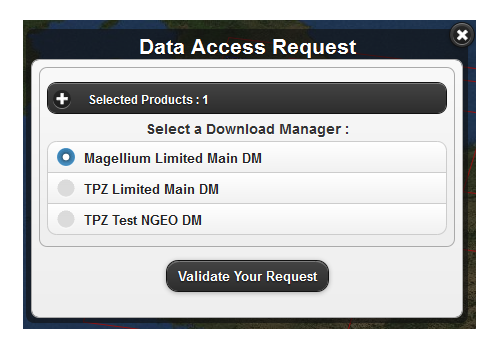 Data Access Request
Selected Products : 1
Select a Download Manager :
Magellium Limited Main DM
TPZ Limited Main DM
TPZ Test NGEO DM
Validate Your Request